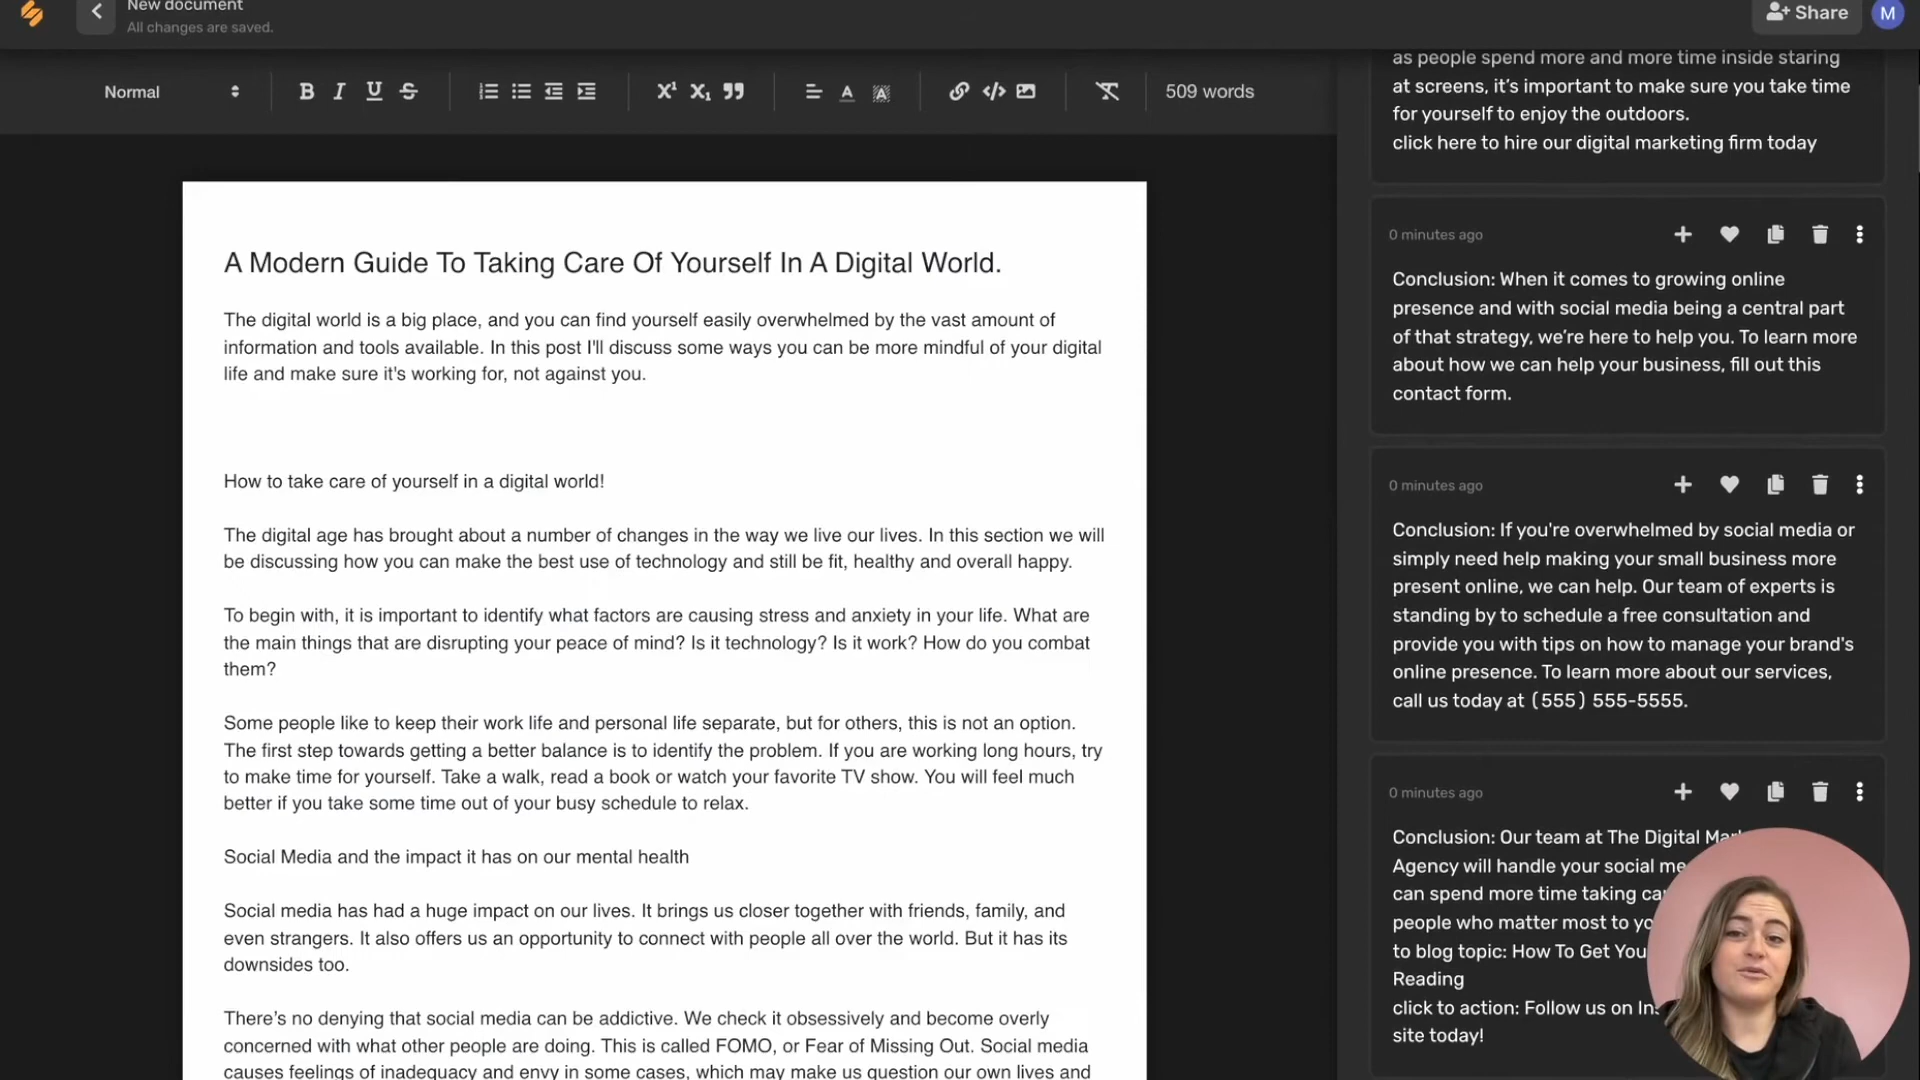 New document
All changes are saved.
Share
M
Normal
509 words
A Modern Guide To Taking Care Of Yourself In A Digital World.
The digital world is a big place, and you can find yourself easily overwhelmed by the vast amount of
information and tools available. In this post I'll discuss some ways you can be more mindful of your digital
life and make sure it's working for, not against you.
How to take care of yourself in a digital world!
The digital age has brought about a number of changes in the way we live our lives. In this section we will
be discussing how you can make the best use of technology and still be fit, healthy and overall happy.
To begin with, it is important to identify what factors are causing stress and anxiety in your life. What are
the main things that are disrupting your peace of mind? Is it technology? Is it work? How do you combat
them?
Some people like to keep their work life and personal life separate, but for others, this is not an option.
The first step towards getting a better balance is to identify the problem. If you are working long hours, try
to make time for yourself. Take a walk, read a book or watch your favorite TV show. You will feel much
better if you take some time out of your busy schedule to relax.
Social Media and the impact it has on our mental health
Social media has had a huge impact on our lives. It brings us closer together with friends, family, and
even strangers. It also offers us an opportunity to connect with people all over the world. But it has its
downsides too.
There's no denying that social media can be addictive. We check it obsessively and become overly
concerned with what other people are doing. This is called FOMO, or Fear of Missing Out. Social media
causes feelings of inadequacy and envy in some cases, which may make us question our own lives and
as people spend more and more time inside staring
at screens, it's important to make sure you take time
for yourself to enjoy the outdoors.
click here to hire our digital marketing firm today
0 minutes ago
Conclusion: When it comes to growing online
presence and with social media being a central part
of that strategy, we're here to help you. To learn more
about how we can help your business, fill out this
contact form.
0 minutes ago
Conclusion: If you're overwhelmed by social media or
simply need help making your small business more
present online, we can help. Our team of experts is
standing by to schedule a free consultation and
provide you with tips on how to manage your brand's
online presence. To learn more about our services,
call us today at (555) 555-5555.
0 minutes ago
Conclusion: Our team at The Digital
Agency will handle your social
can spend more time taking
people who matter most to
to blog topic: How To Get
Reading
click to action: Follow us on
site today!